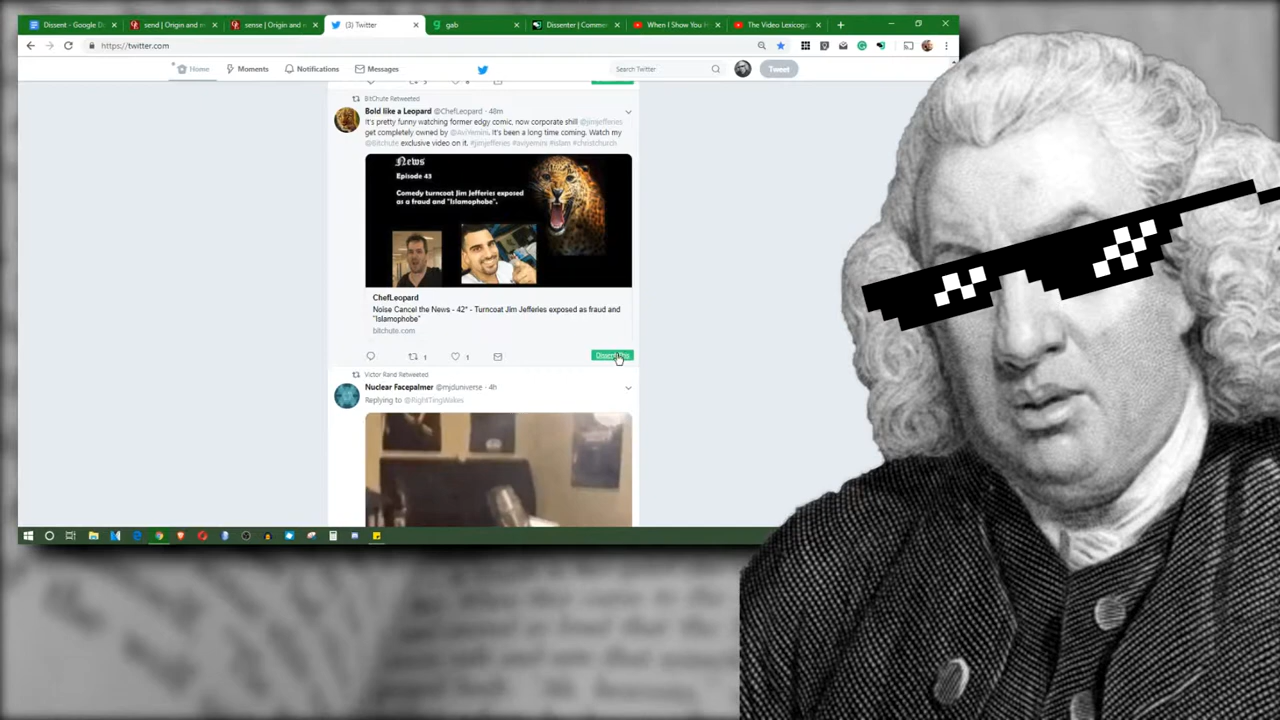 Dissent - Google D
send | Origin and m
sense | Origin and m
(3) Twitter
gab
Dissenter | Comme
When I Show You H
The Video Lexicog
https://twitter.com
Home
Moments
Notifications
Messages
Search Twitter
Tweet
BitChute Retweeted
Bold like a Leopard @ChefLeopard · 48m
It's pretty funny watching former edgy comic, now corporate shill @jimjefferies
get completely owned by @AviYemini. It's been a long time coming. Watch my
@Bitchute exclusive video on it. #jimjefferies #aviyemini #islam #christchurch
News
Episode 43
Comedy turncoat Jim Jefferies exposed
as a fraud and "Islamophobe".
ChefLeopard
Noise Cancel the News - 42* - Turncoat Jim Jefferies exposed as fraud and
"Islamophobe"
bitchute.com
1
1
Victor Rand Retweeted
Nuclear Facepalmer @mjduniverse · 4h
Replying to @RightTingWakes